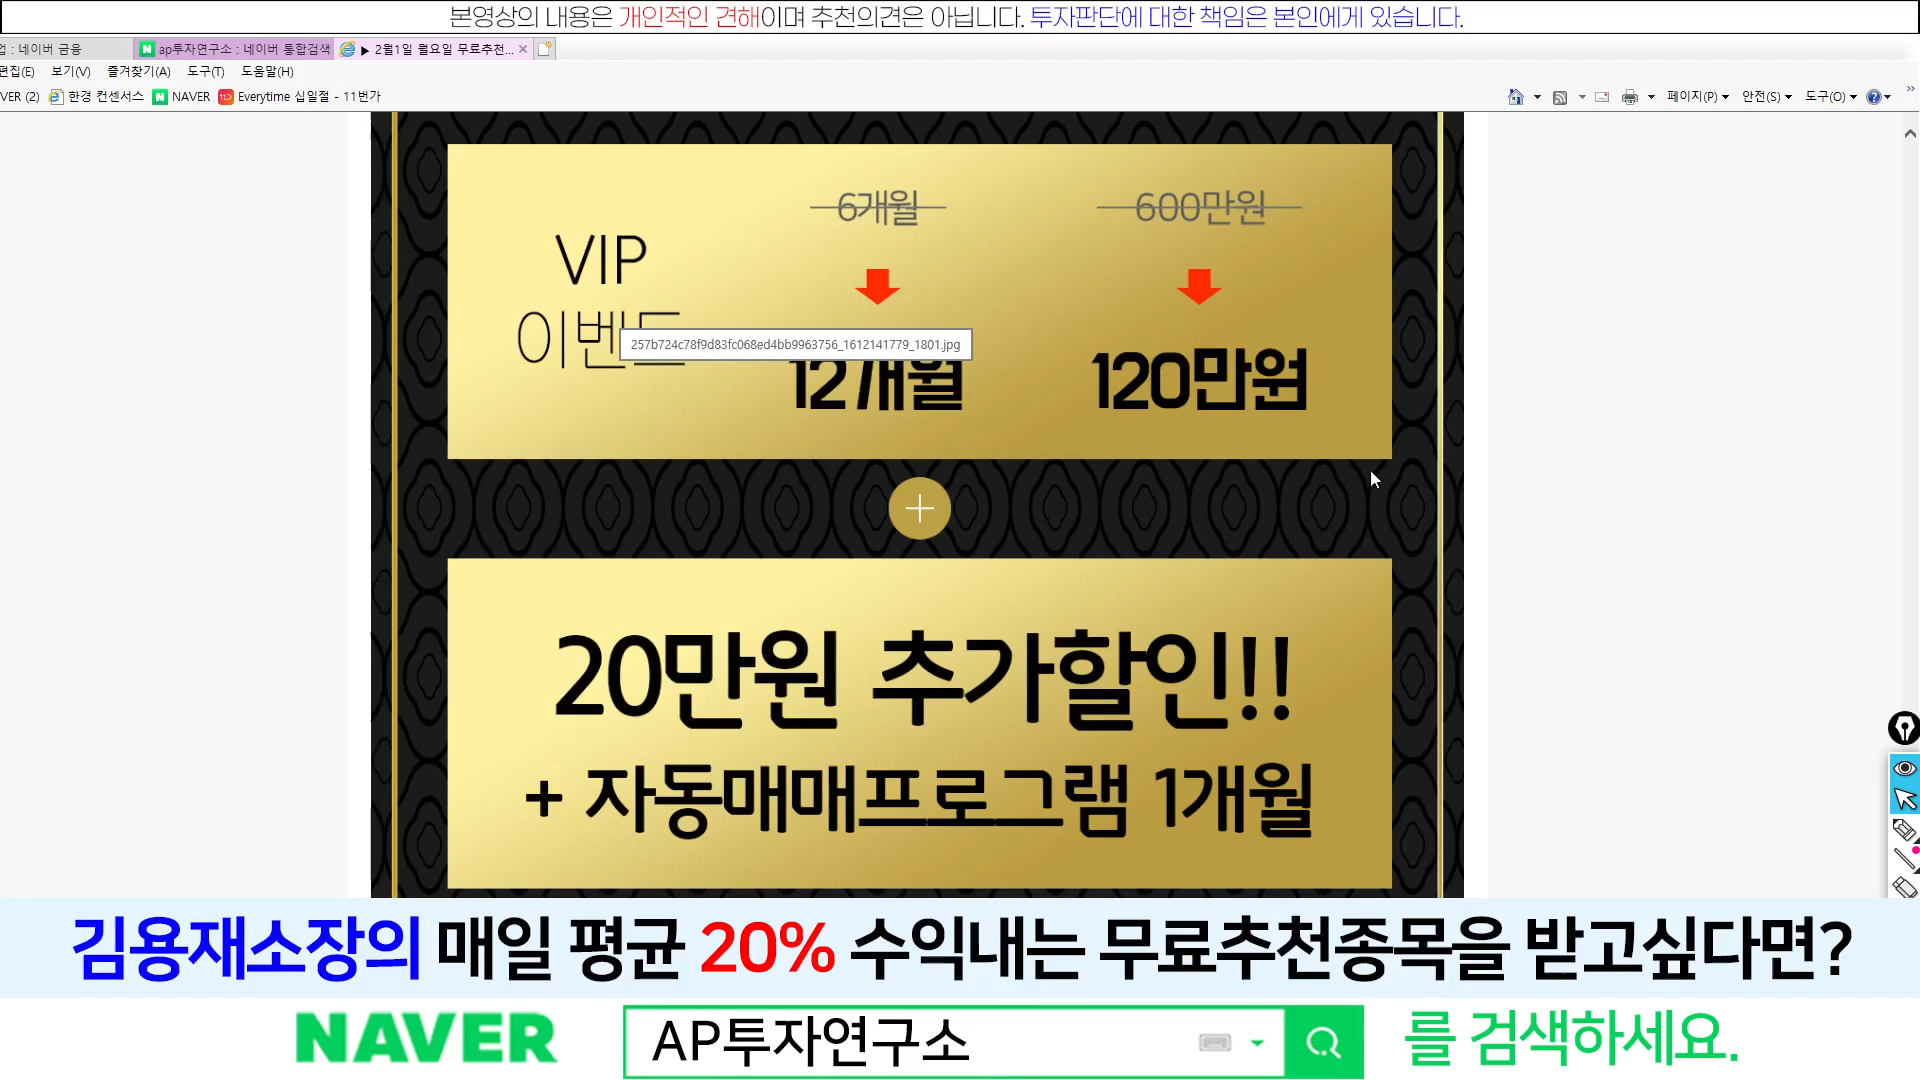 본영상의 내용은 개인적인 견해이며 추천의견은 아닙니다. 투자판단에 대한 책임은 본인에게 있습니다.
: 네이버 금융
ap투자연구소 : 네이버 통합검색
▶ 2월1일 월요일 무료추천...
편집(E) 보기(V) 즐겨찾기(A) 도구(T) 도움말(H)
VER (2) 한경 컨센서스 NAVER Everytime 십일절 - 11번가
페이지(P) 안전(S) 도구(O)
6개월 600만원
VIP
이벤트
257b724c78f9d83fc068ed4bb9963756_1612141779_1801.jpg
12개월 120만원
20만원 추가할인!!
+ 자동매매프로그램 1개월
김용재소장의 매일 평균 20% 수익내는 무료추천종목을 받고싶다면?
NAVER AP투자연구소 를 검색하세요.